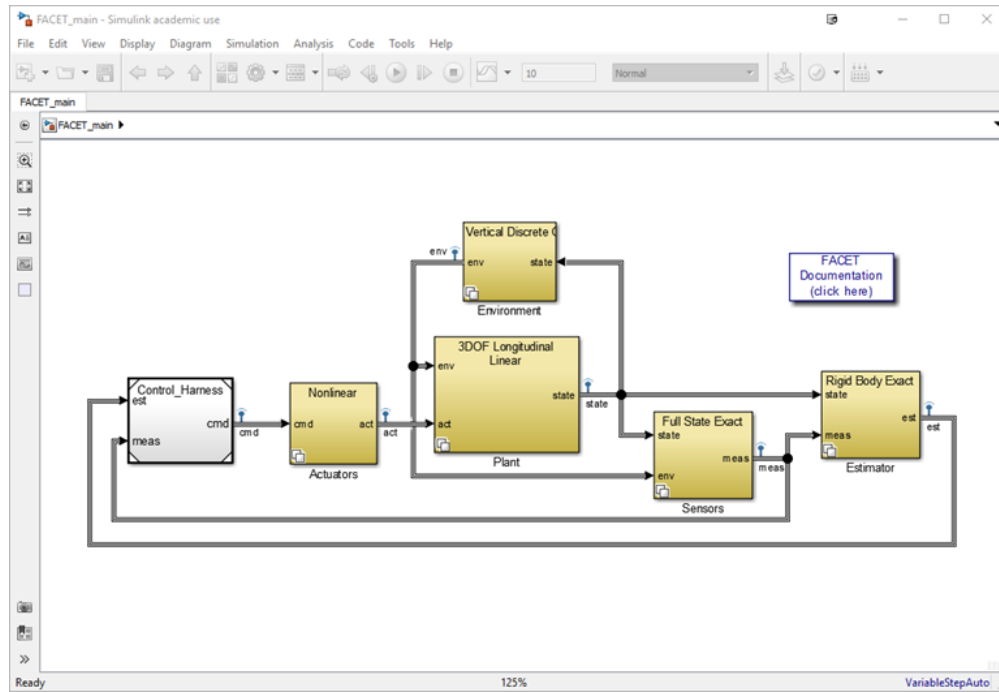 FACET_main - Simulink academic use
File Edit View Display Diagram Simulation Analysis Code Tools Help
10 Normal
FACET_main
FACET_main
Vertical Discrete G
env
env state
Environment
FACET
Documentation
(click here)
3DOF Longitudinal
Linear
env
state
state
act
Plant
Control_Harness
est
cmd
cmd
meas
Nonlinear
cmd act
act
Actuators
Full State Exact
state
meas
meas
env
Sensors
Rigid Body Exact
state
est
est
meas
Estimator
Ready 125% VariableStepAuto